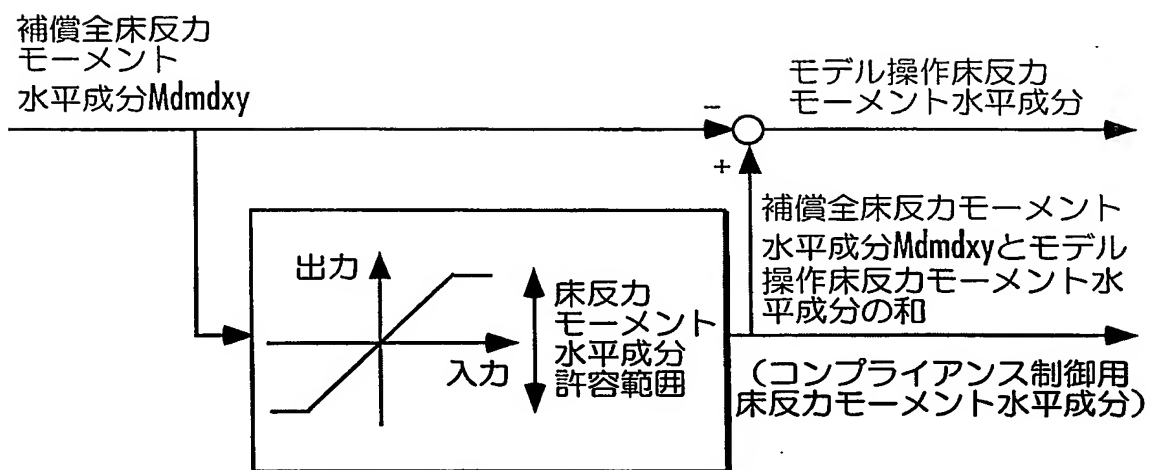 補償全床反力
モーメント
水平成分Mdmdxy
モデル操作床反力
モーメント水平成分
-
+
補償全床反力モーメント
水平成分Mdmdxyとモデル
操作床反力モーメント水
平成分の和
出力
入力
床反力
モーメント
水平成分
許容範囲
(コンプライアンス制御用
床反力モーメント水平成分)